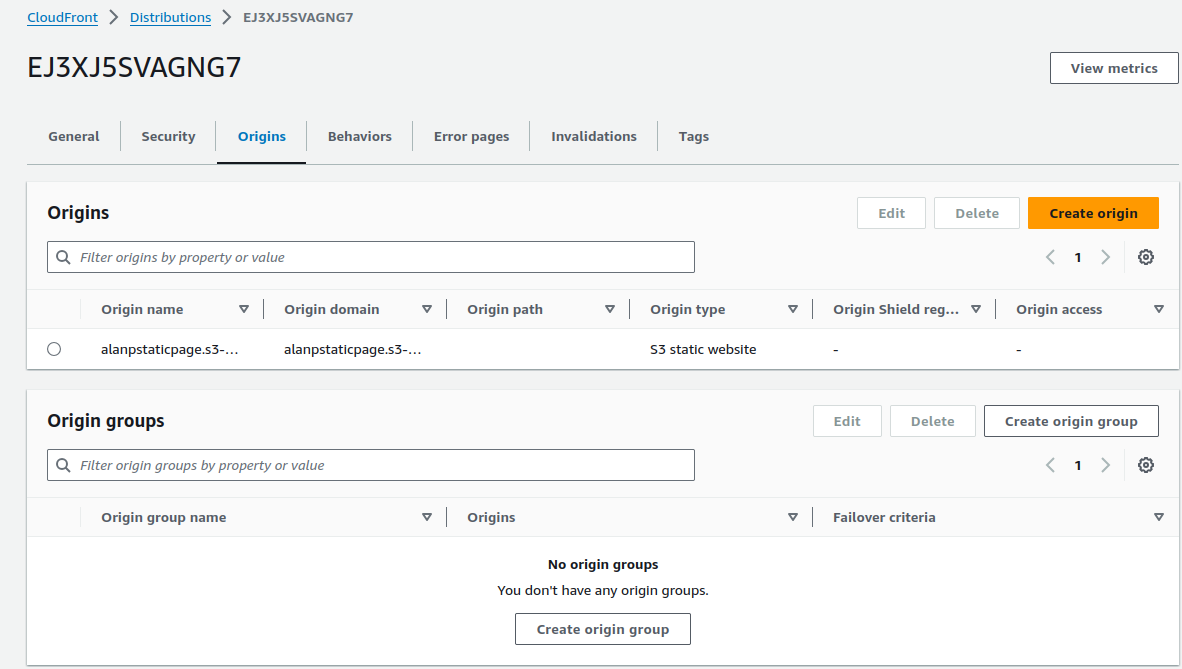 CloudFront > Distributions > EJ3XJ5SVAGNG7
EJ3XJ5SVAGNG7
View metrics
General Security Origins Behaviors Error pages Invalidations Tags
Origins
Edit Delete Create origin
Filter origins by property or value
1
Origin name Origin domain Origin path Origin type Origin Shield reg... Origin access
alanpstaticpage.s3-... alanpstaticpage.s3-... S3 static website - -
Origin groups
Edit Delete Create origin group
Filter origin groups by property or value
1
Origin group name Origins Failover criteria
No origin groups
You don't have any origin groups.
Create origin group